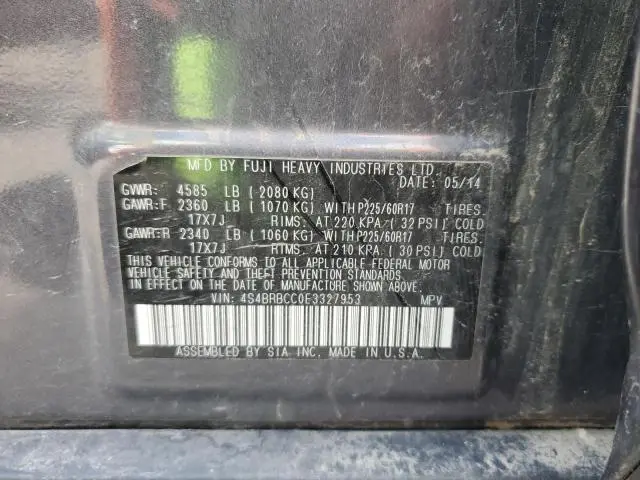 MFD BY FUJI HEAVY INDUSTRIES LTD.
DATE: 05/14
GVWR: 4585 LB (2080 KG)
GAWR:F 2360 LB (1070 KG) WITH P225/60R17 TIRES.
17X7J RIMS. AT 220 KPA (32 PSI) COLD
GAWR:R 2340 LB (1060 KG) WITH P225/60R17 TIRES.
17X7J RIMS. AT 210 KPA (30 PSI) COLD
THIS VEHICLE CONFORMS TO ALL APPLICABLE FEDERAL MOTOR
VEHICLE SAFETY AND THEFT PREVENTION STANDARDS.
IN EFFECT ON THE DATE OF MANUFACTURE SHOWN ABOVE.
VIN: 4S4BRBCC0E3327953 MPV
ASSEMBLED BY SIA INC. MADE IN U.S.A.